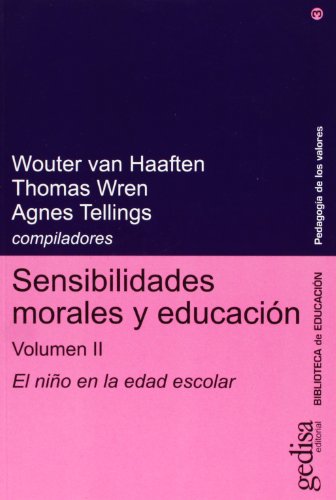 Wouter van Haaften
Thomas Wren
Agnes Tellings
compiladores
Sensibilidades
morales y educación
Volumen II
El niño en la edad escolar
3
Pedagogía de los valores
BIBLIOTECA de EDUCACIÓN
gedisa
editorial